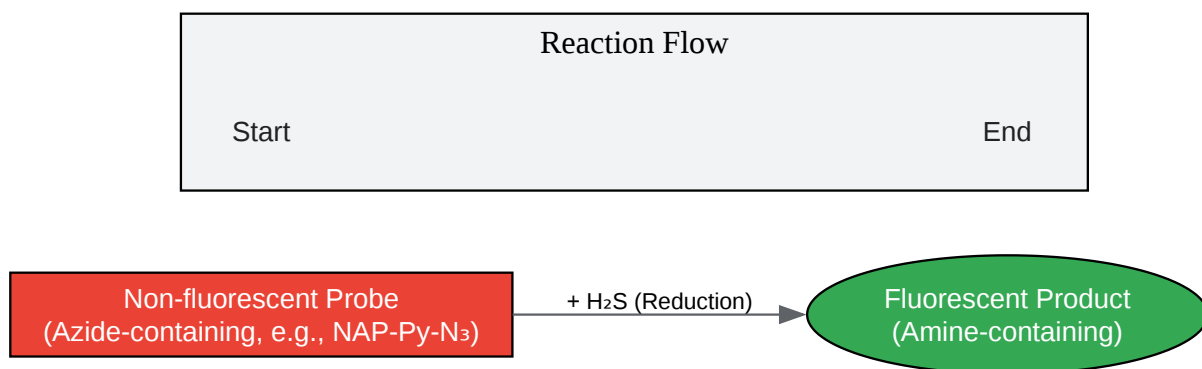 Reaction Flow
Start
End
Non-fluorescent Probe
(Azide-containing, e.g., NAP-Py-N₃)
+ H₂S (Reduction)
Fluorescent Product
(Amine-containing)